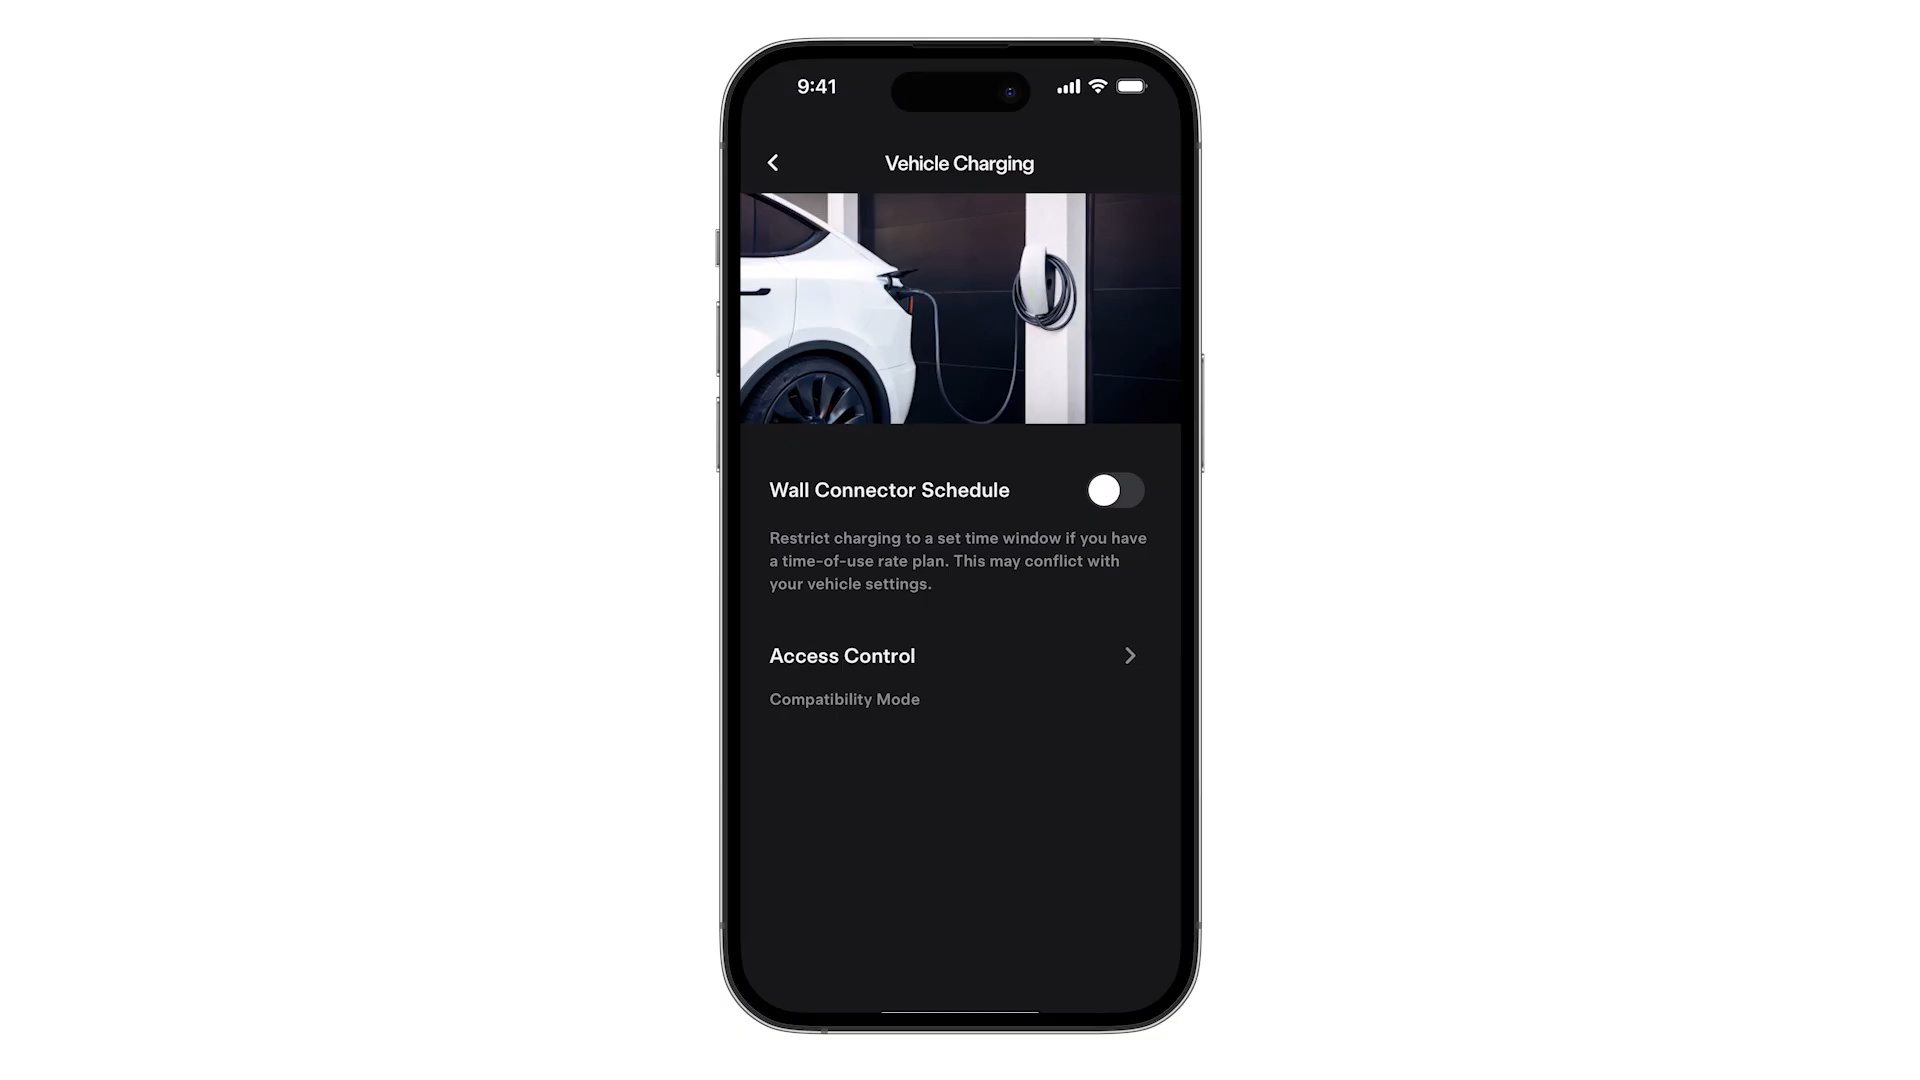 9:41
Vehicle Charging
Wall Connector Schedule
Restrict charging to a set time window if you have
a time-of-use rate plan. This may conflict with
your vehicle settings.
Access Control
Compatibility Mode